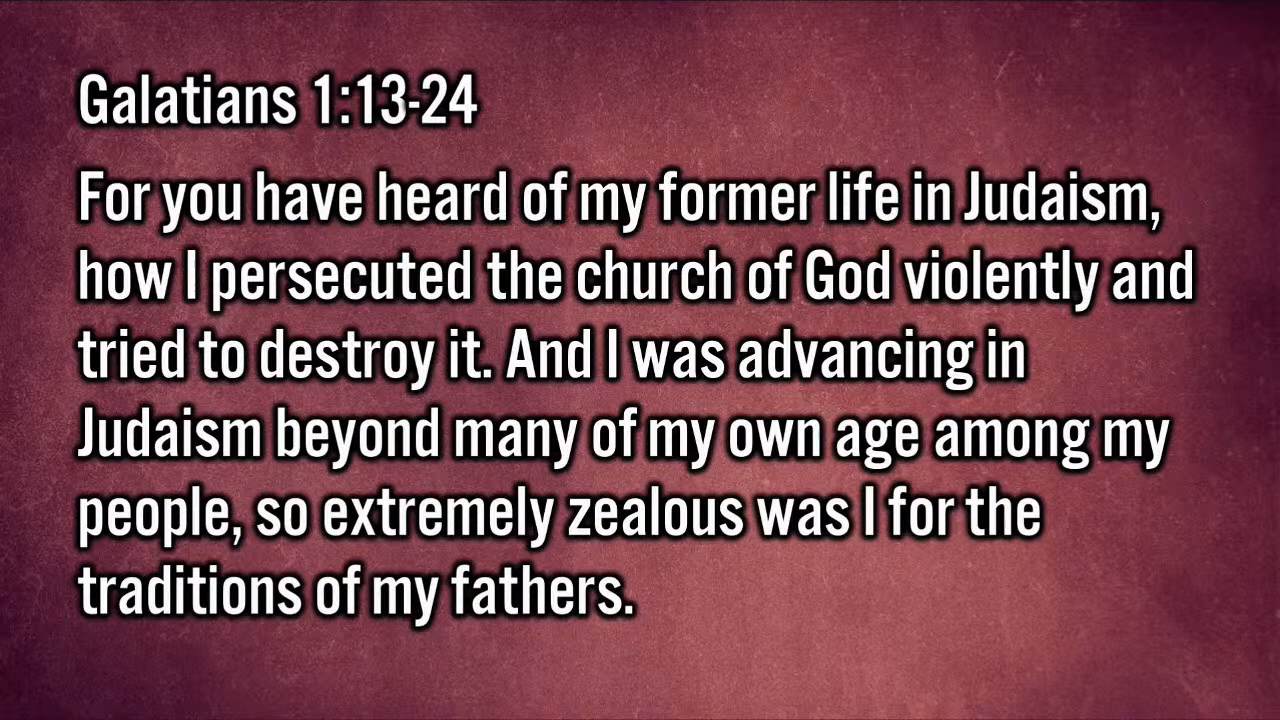 Galatians 1:13-24
For you have heard of my former life in Judaism,
how I persecuted the church of God violently and
tried to destroy it. And I was advancing in
Judaism beyond many of my own age among my
people, so extremely zealous was I for the
traditions of my fathers.